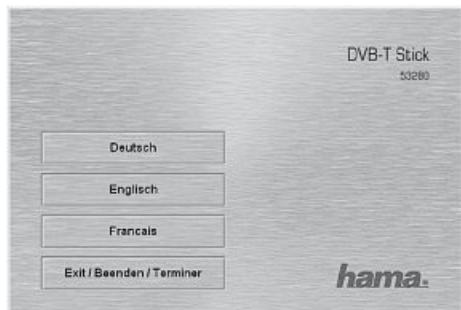 DVB-T Stick
53280
Deutsch
Englisch
Francais
Exit / Beenden / Terminer
hama.